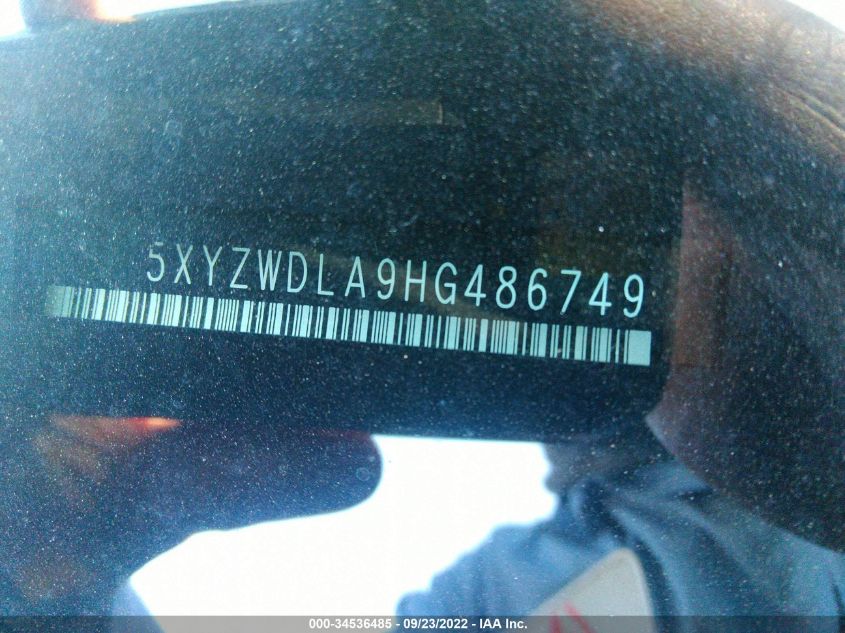 5XYZWDLA9HG486749
000-34536485 - 09/23/2022 - IAA Inc.